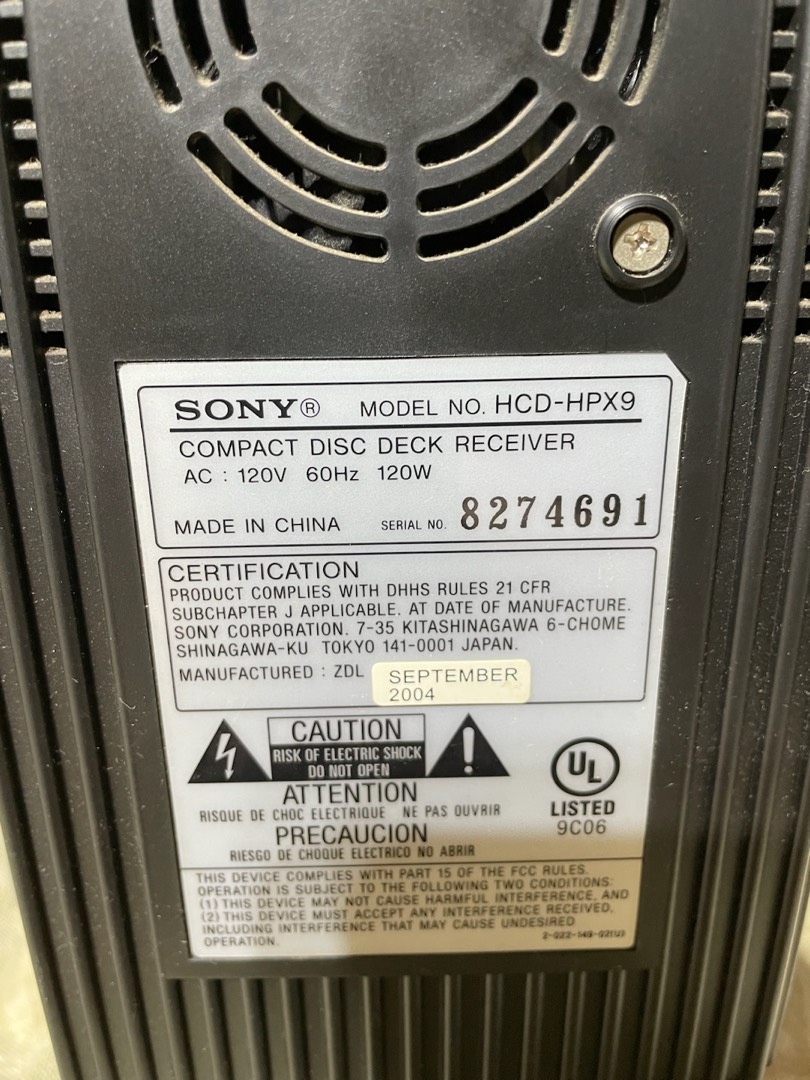 SONY® MODEL NO. HCD-HPX9
COMPACT DISC DECK RECEIVER
AC : 120V 60Hz 120W
MADE IN CHINA SERIAL NO. 8274691
CERTIFICATION
PRODUCT COMPLIES WITH DHHS RULES 21 CFR
SUBCHAPTER J APPLICABLE. AT DATE OF MANUFACTURE.
SONY CORPORATION. 7-35 KITASHINAGAWA 6-CHOME
SHINAGAWA-KU TOKYO 141-0001 JAPAN.
MANUFACTURED : ZDL SEPTEMBER
2004
CAUTION
RISK OF ELECTRIC SHOCK
DO NOT OPEN
ATTENTION
RISQUE DE CHOC ELECTRIQUE NE PAS OUVRIR
PRECAUCION
RIESGO DE CHOQUE ELECTRICO NO ABRIR
UL
LISTED
9C06
THIS DEVICE COMPLIES WITH PART 15 OF THE FCC RULES.
OPERATION IS SUBJECT TO THE FOLLOWING TWO CONDITIONS:
(1) THIS DEVICE MAY NOT CAUSE HARMFUL INTERFERENCE, AND
(2) THIS DEVICE MUST ACCEPT ANY INTERFERENCE RECEIVED,
INCLUDING INTERFERENCE THAT MAY CAUSE UNDESIRED
OPERATION. 2-022-149-02(U)